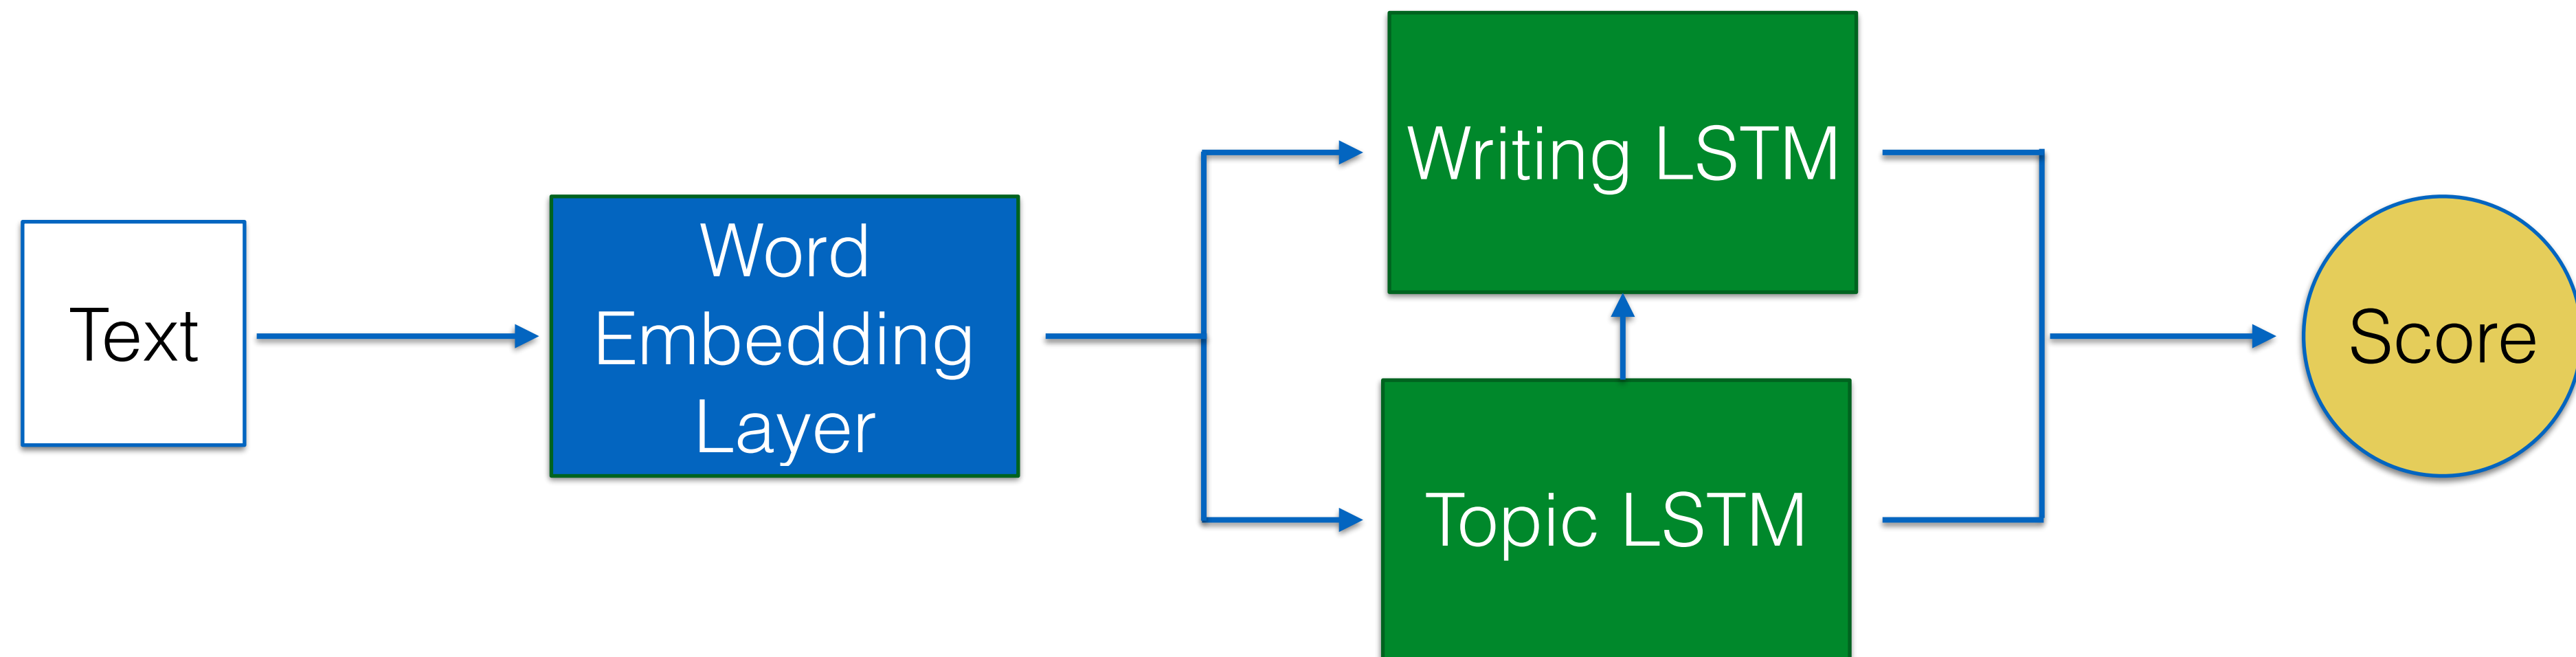 Text
Word
Embedding
Layer
Writing LSTM
Topic LSTM
Score